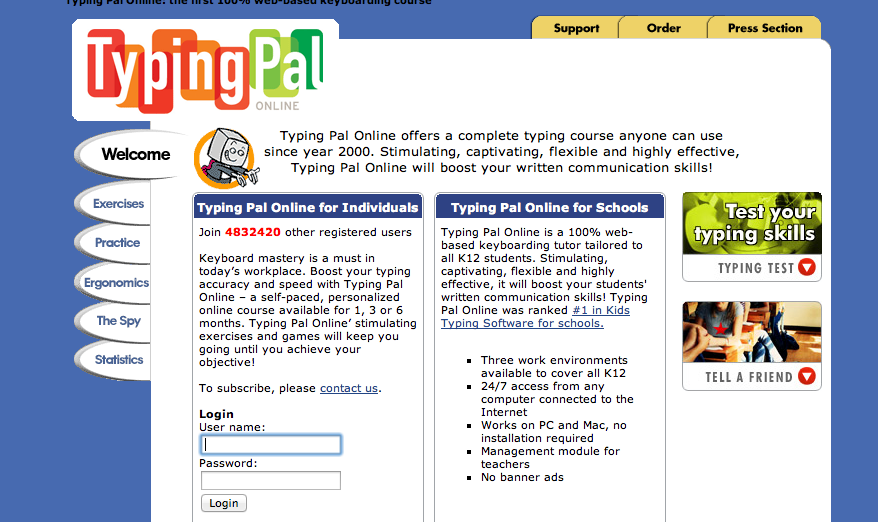 Typing Pal Online: the first 100% web-based keyboarding course
Support
Order
Press Section
TypingPal
ONLINE
Welcome
Exercises
Practice
Ergonomics
The Spy
Statistics
Typing Pal Online offers a complete typing course anyone can use
since year 2000. Stimulating, captivating, flexible and highly effective,
Typing Pal Online will boost your written communication skills!
Typing Pal Online for Individuals
Join 4832420 other registered users
Keyboard mastery is a must in
today's workplace. Boost your typing
accuracy and speed with Typing Pal
Online – a self-paced, personalized
online course available for 1, 3 or 6
months. Typing Pal Online' stimulating
exercises and games will keep you
going until you achieve your
objective!
To subscribe, please contact us.
Login
User name:
Password:
Login
Typing Pal Online for Schools
Typing Pal Online is a 100% web-
based keyboarding tutor tailored to
all K12 students. Stimulating,
captivating, flexible and highly
effective, it will boost your students'
written communication skills! Typing
Pal Online was ranked #1 in Kids
Typing Software for schools.
Three work environments
available to cover all K12
24/7 access from any
computer connected to the
Internet
Works on PC and Mac, no
installation required
Management module for
teachers
No banner ads
Test your
typing skills
TYPING TEST
TELL A FRIEND